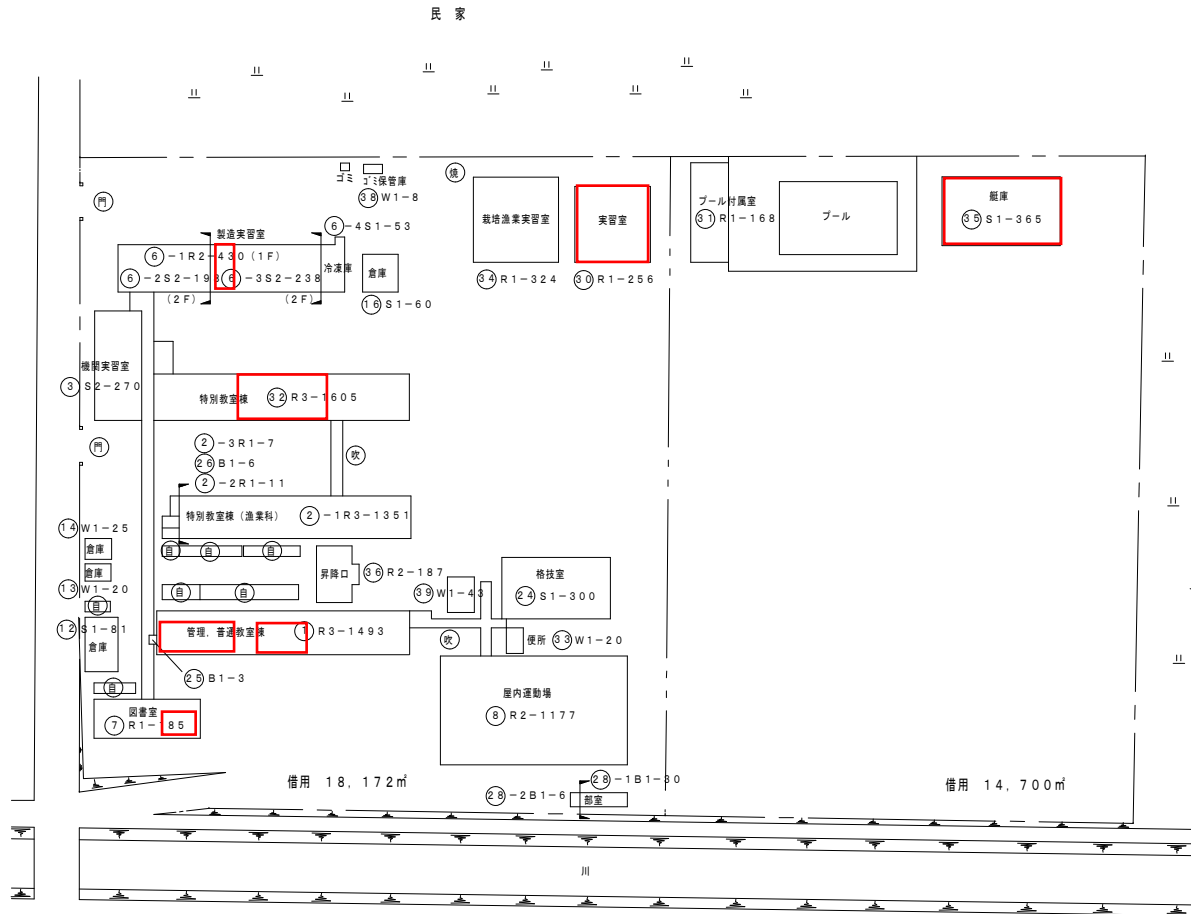 民 家
門
ゴミ
ゴミ保管庫
㊳W1-8
焼
製造実習室
⑥-4S1-53
⑥-1R2-430(1F)
⑥-2S2-198
⑥-3S2-238
(2F)
(2F)
冷凍庫
倉庫
⑯S1-60
栽培漁業実習室
㉞R1-324
実習室
㉚R1-256
プール付属室
㉛R1-168
プール
艇庫
㉟S1-365
機関実習室
③S2-270
特別教室棟
㉜R3-1605
門
②-3R1-7
㉖B1-6
②-2R1-11
吹
特別教室棟(漁業科)
②-1R3-1351
⑭W1-25
倉庫
自
自
自
倉庫
⑬W1-20
自
自
自
昇降口
㊱R2-187
㊴W1-43
格技室
㉔S1-300
⑫S1-81
倉庫
管理．普通教室棟
①R3-1493
吹
便所
㉝W1-20
㉕B1-3
自
図書室
⑦R1-185
屋内運動場
⑧R2-1177
借用 18,172㎡
㉘-1B1-30
㉘-2B1-6
部室
借用 14,700㎡
川